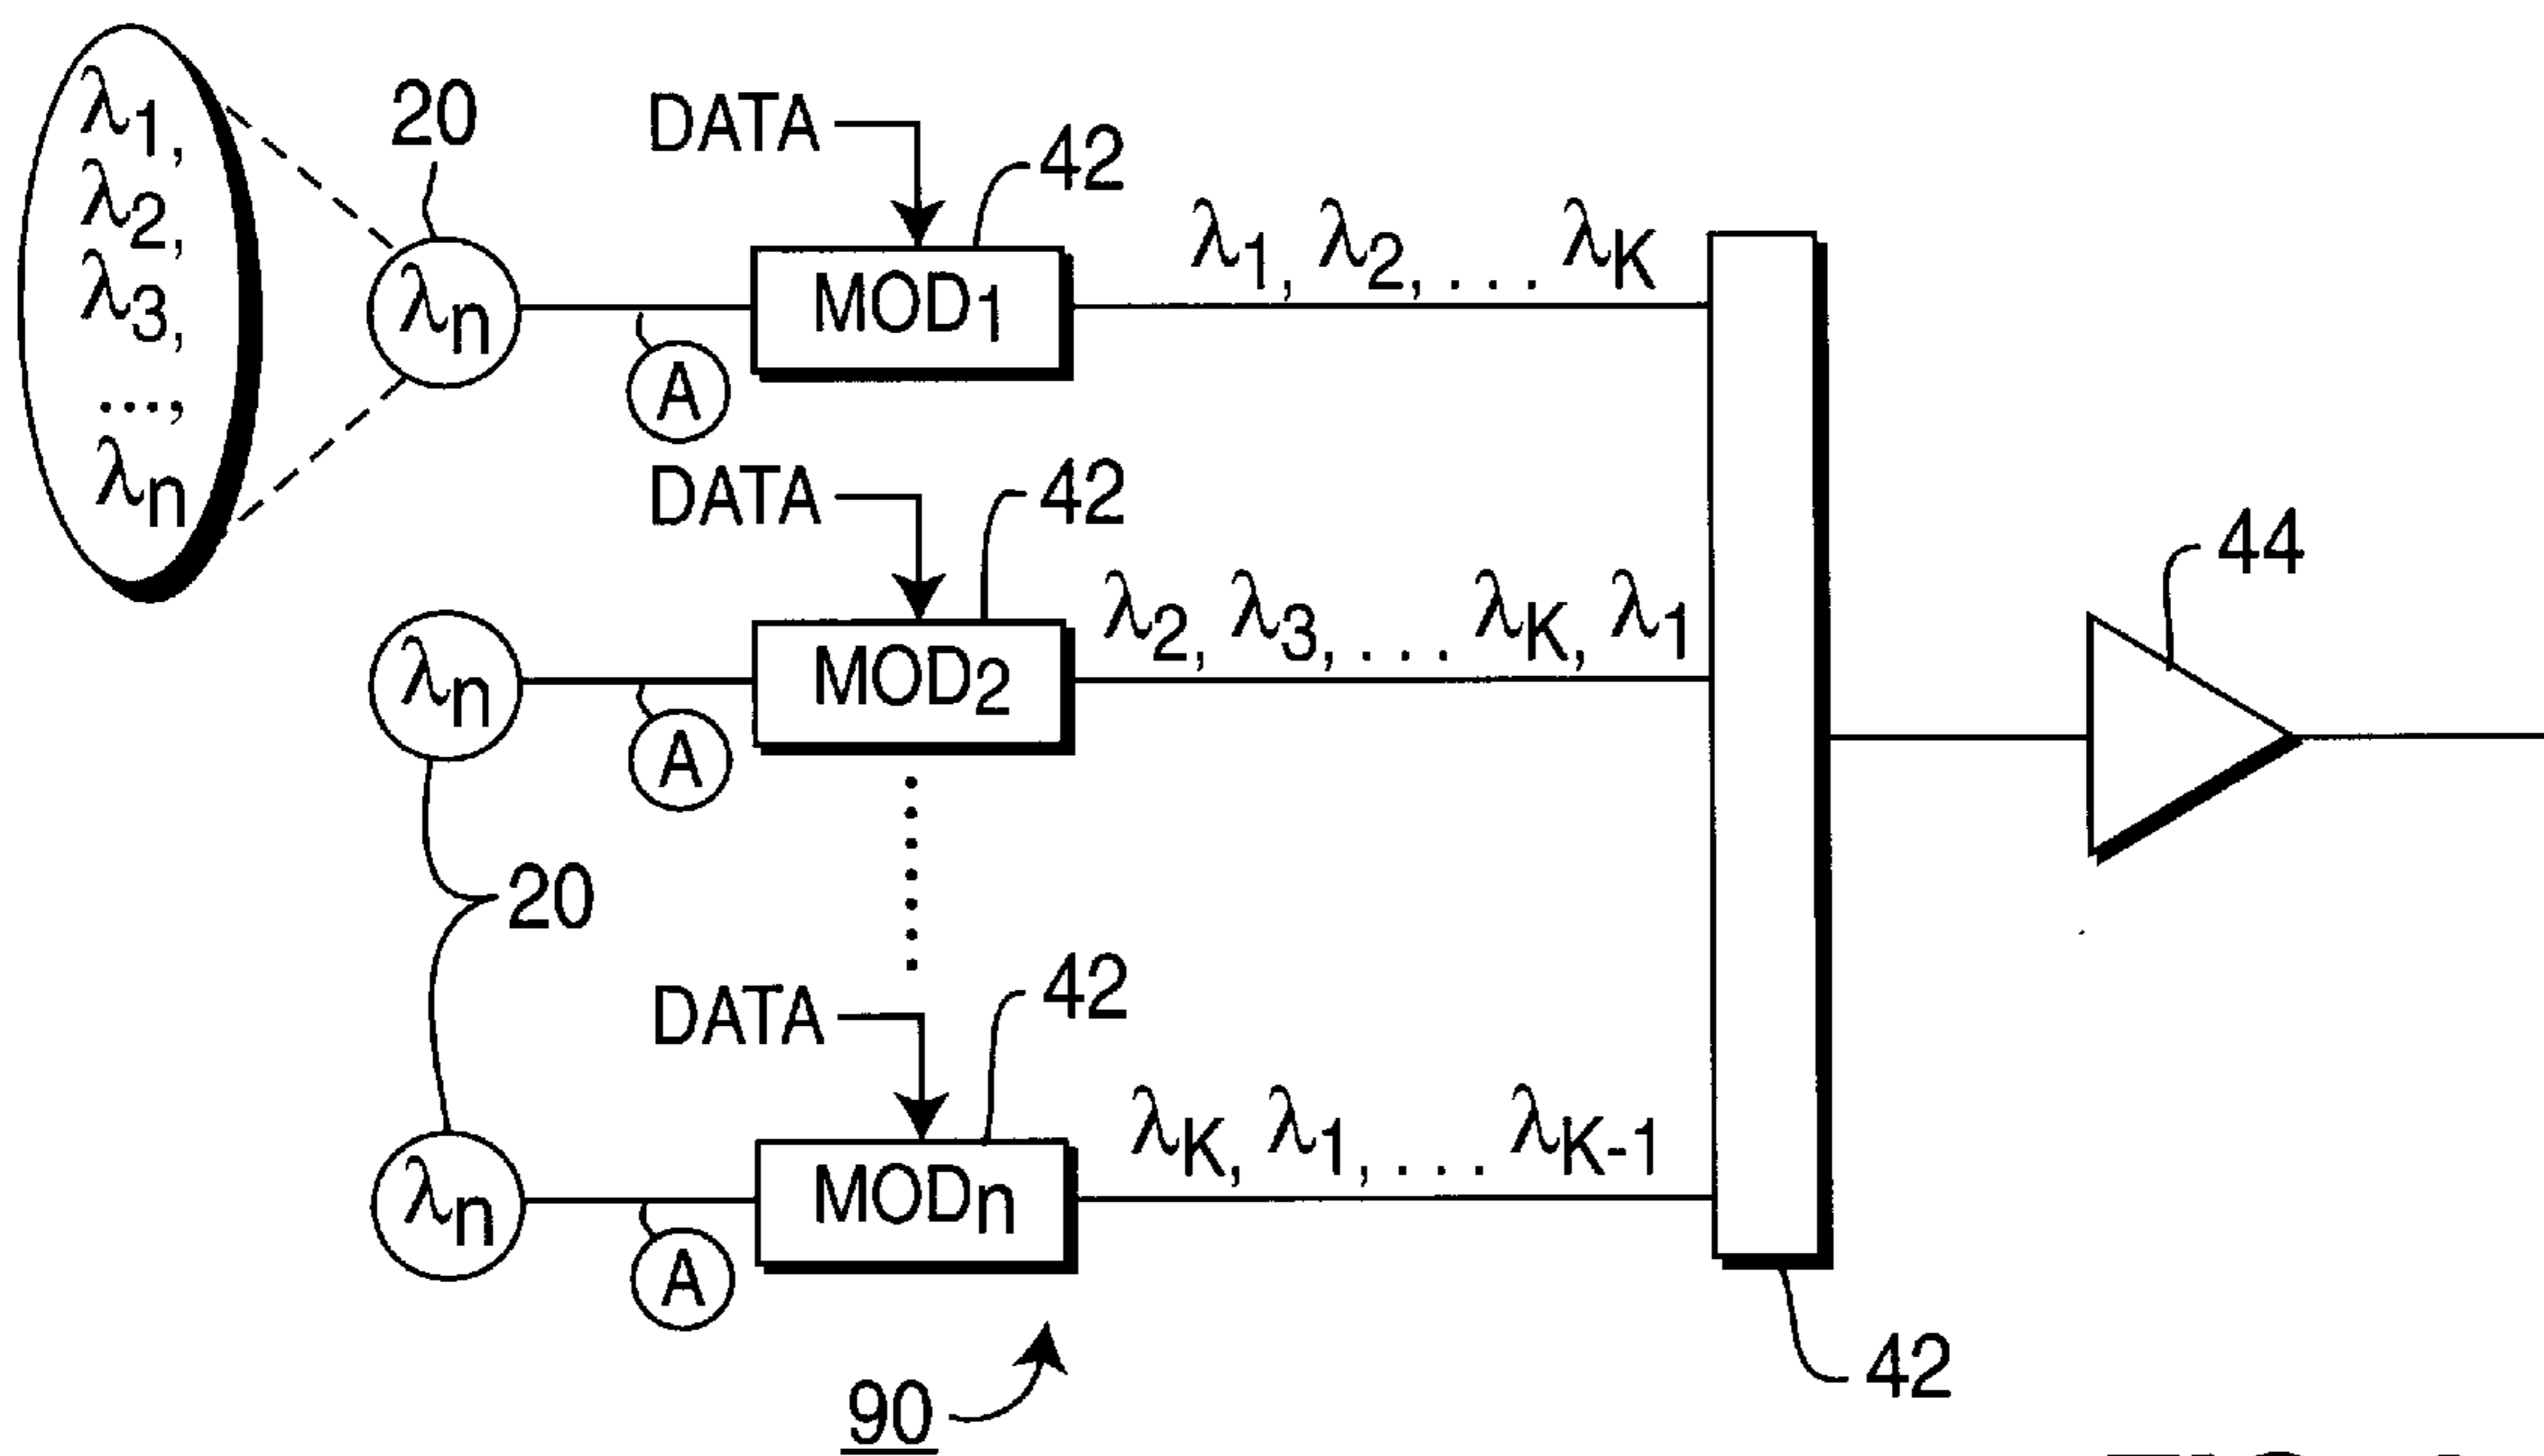 λ1,
λ2,
λ3,
...,
λn
20
λn
A
DATA
MOD1
42
λ1, λ2, . . . λK
λn
A
DATA
MOD2
42
λ2, λ3, . . . λK, λ1
44
20
λn
A
DATA
MODn
42
λK, λ1, . . . λK-1
42
90